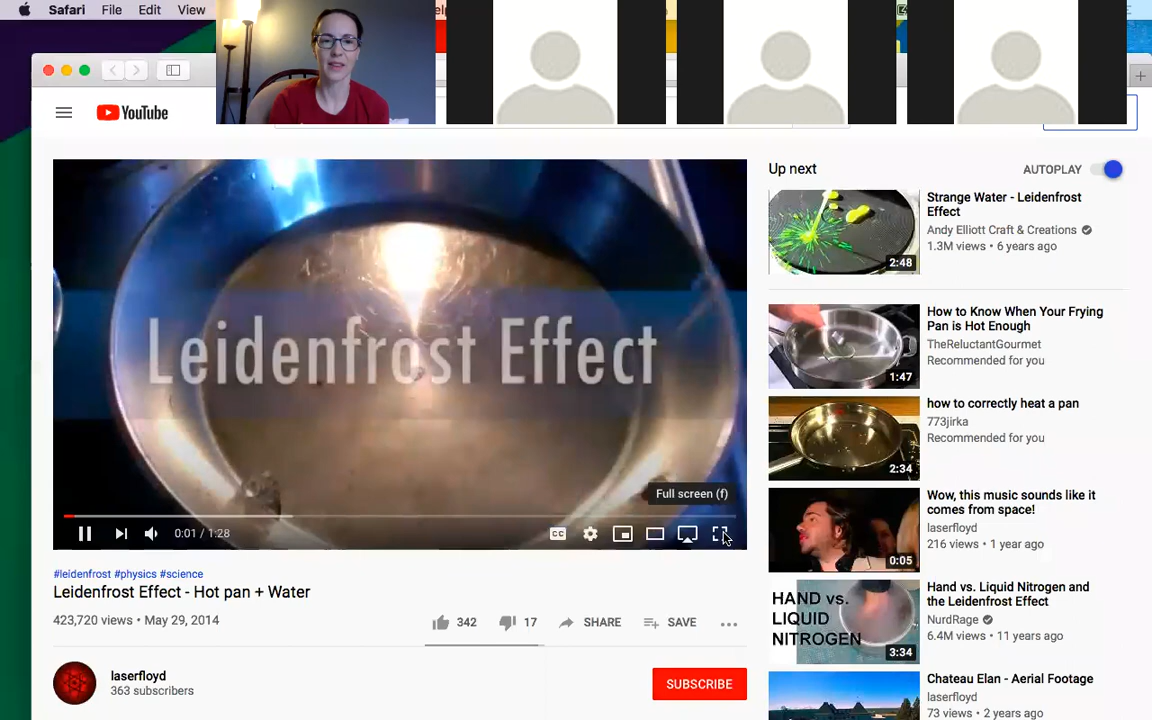 Safari File Edit View
YouTube
Leidenfrost Effect
Full screen (f)
0:01 / 1:28
CC
#leidenfrost #physics #science
Leidenfrost Effect - Hot pan + Water
423,720 views • May 29, 2014
342
17
SHARE
SAVE
laserfloyd
363 subscribers
SUBSCRIBE
Up next
AUTOPLAY
2:48
Strange Water - Leidenfrost
Effect
Andy Elliott Craft & Creations
1.3M views • 6 years ago
1:47
How to Know When Your Frying
Pan is Hot Enough
TheReluctantGourmet
Recommended for you
2:34
how to correctly heat a pan
773jirka
Recommended for you
0:05
Wow, this music sounds like it
comes from space!
laserfloyd
216 views • 1 year ago
HAND vs.
LIQUID
NITROGEN
3:34
Hand vs. Liquid Nitrogen and
the Leidenfrost Effect
NurdRage
6.4M views • 11 years ago
Chateau Elan - Aerial Footage
laserfloyd
73 views • 2 years ago